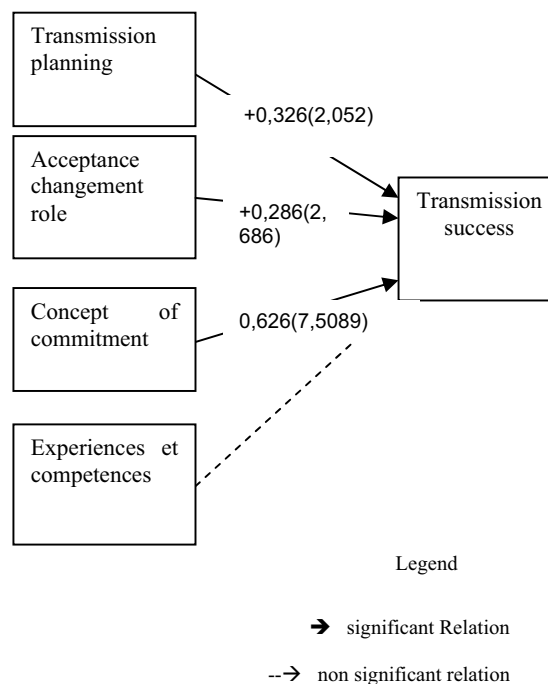 Transmission
planning
+0,326(2,052)
Acceptance
changement
role
+0,286(2,
686)
Transmission
success
Concept of
commitment
0,626(7,5089)
Experiences et
competences
Legend
➔ significant Relation
--→ non significant relation